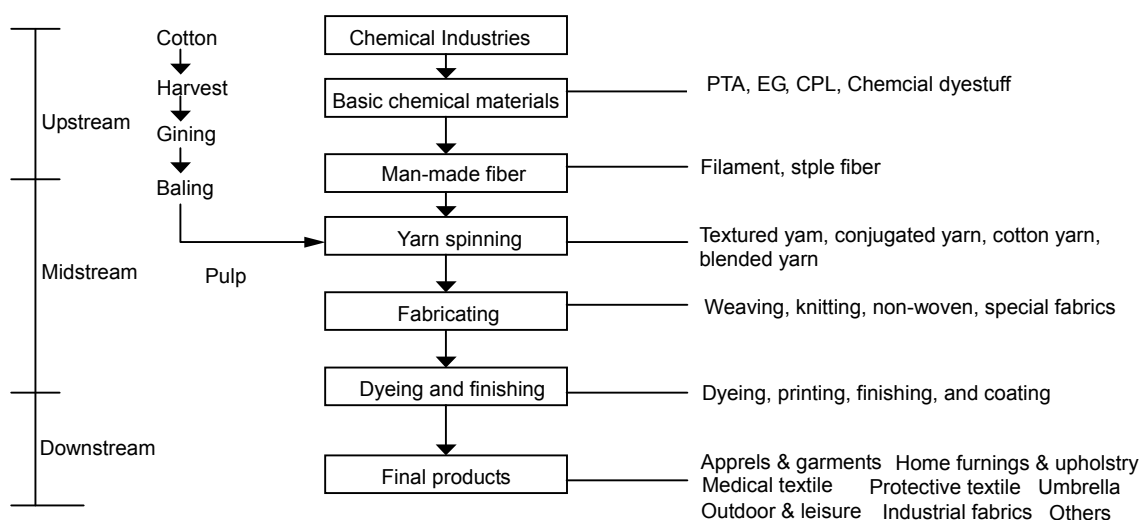 Cotton
Chemical Industries
Harvest
Basic chemical materials
PTA, EG, CPL, Chemcial dyestuff
Upstream
Gining
Baling
Man-made fiber
Filament, stple fiber
Yarn spinning
Textured yam, conjugated yarn, cotton yarn,
blended yarn
Midstream
Pulp
Fabricating
Weaving, knitting, non-woven, special fabrics
Dyeing and finishing
Dyeing, printing, finishing, and coating
Downstream
Final products
Apprels & garments Home furnings & upholstry
Medical textile Protective textile Umbrella
Outdoor & leisure Industrial fabrics Others